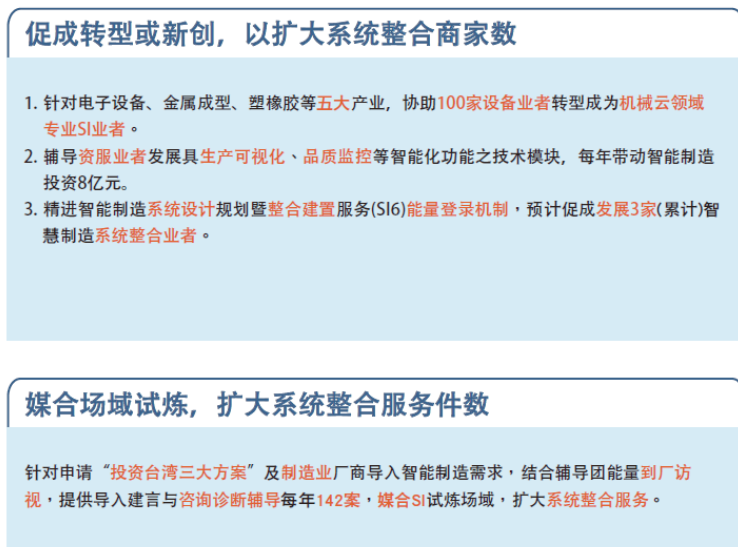 促成转型或新创，以扩大系统整合商家数
1. 针对电子设备、金属成型、塑橡胶等五大产业，协助100家设备业者转型成为机械云领域
专业SI业者。
2. 辅导资服业者发展具生产可视化、品质监控等智能化功能之技术模块，每年带动智能制造
投资8亿元。
3. 精进智能制造系统设计规划暨整合建置服务(SI6)能量登录机制，预计促成发展3家(累计)智
慧制造系统整合业者。
媒合场域试炼，扩大系统整合服务件数
针对申请“投资台湾三大方案”及制造业厂商导入智能制造需求，结合辅导团能量到厂访
视，提供导入建言与咨询诊断辅导每年142案，媒合SI试炼场域，扩大系统整合服务。